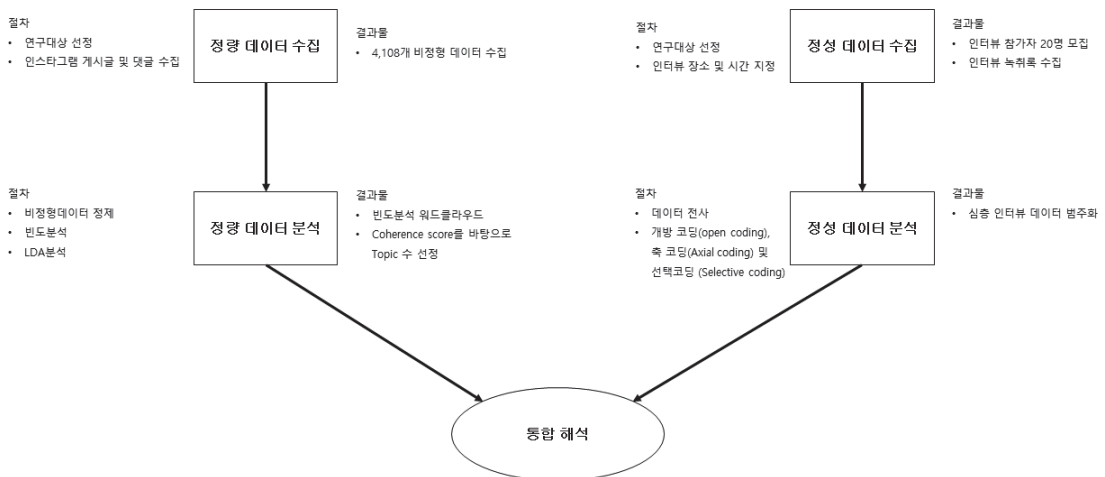 절차
• 연구대상 선정
• 인스타그램 게시글 및 댓글 수집
정량 데이터 수집
결과물
• 4,108개 비정형 데이터 수집
절차
• 연구대상 선정
• 인터뷰 장소 및 시간 지정
정성 데이터 수집
결과물
• 인터뷰 참가자 20명 모집
• 인터뷰 녹취록 수집
절차
• 비정형데이터 정제
• 빈도분석
• LDA분석
정량 데이터 분석
결과물
• 빈도분석 워드클라우드
• Coherence score를 바탕으로
Topic 수 선정
절차
• 데이터 전사
• 개방 코딩(open coding),
축 코딩(Axial coding) 및
선택코딩 (Selective coding)
정성 데이터 분석
결과물
• 심층 인터뷰 데이터 범주화
통합 해석